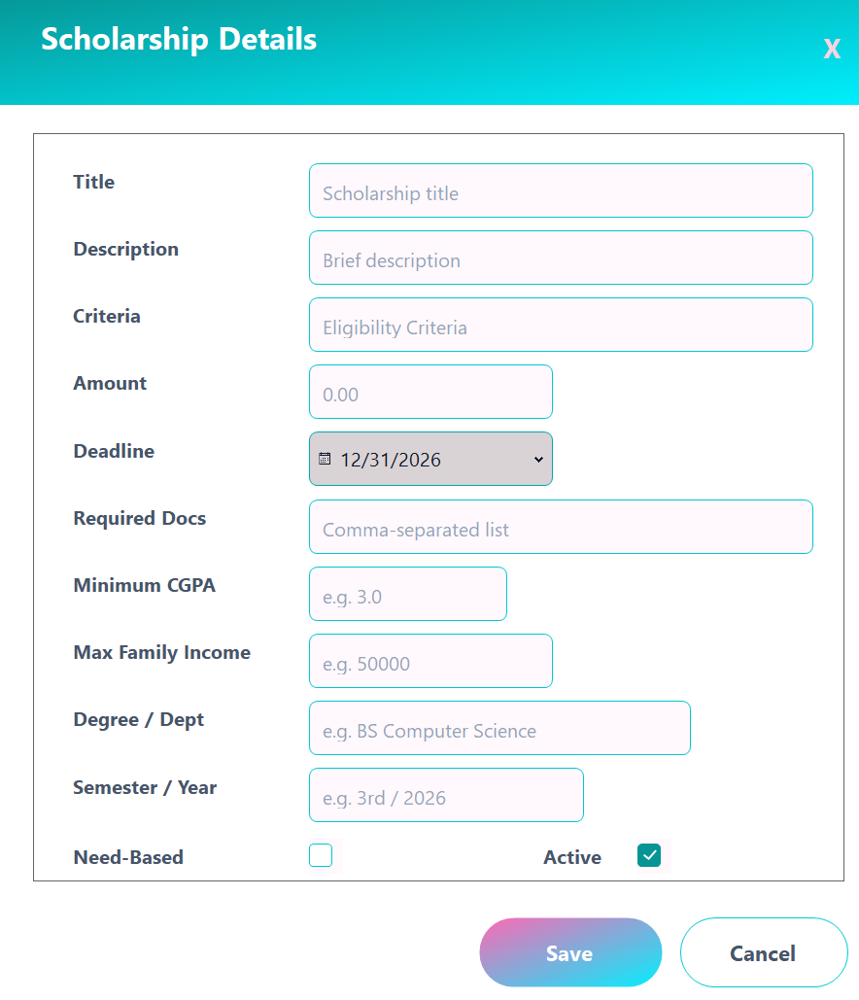 Scholarship Details
X
Title
Scholarship title
Description
Brief description
Criteria
Eligibility Criteria
Amount
0.00
Deadline
12/31/2026
Required Docs
Comma-separated list
Minimum CGPA
e.g. 3.0
Max Family Income
e.g. 50000
Degree / Dept
e.g. BS Computer Science
Semester / Year
e.g. 3rd / 2026
Need-Based
Active
Save
Cancel